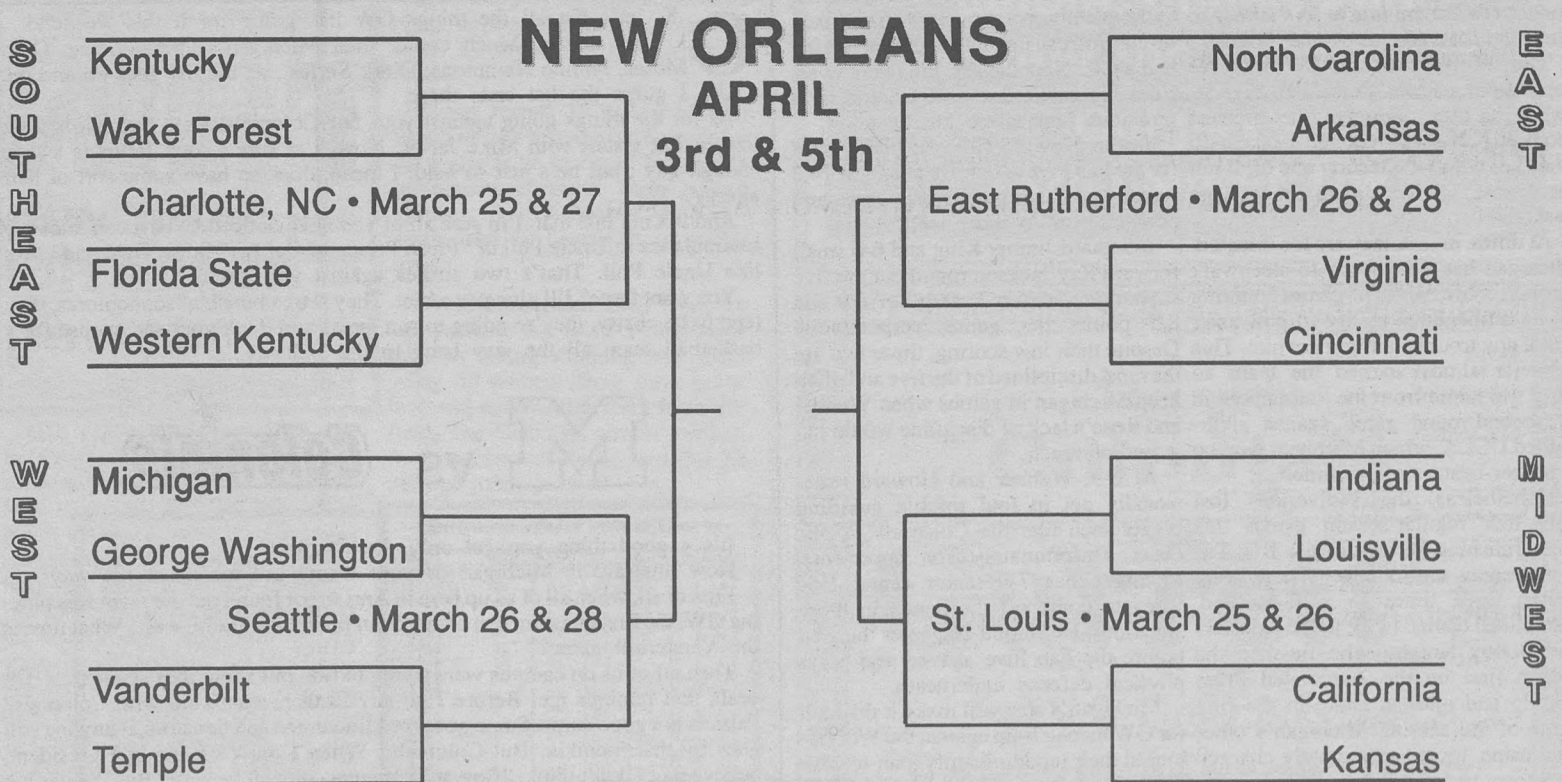 NEW ORLEANS
APRIL
3rd & 5th
SOUTHEAST
Kentucky
Wake Forest
Charlotte, NC • March 25 & 27
Florida State
Western Kentucky
WEST
Michigan
George Washington
Seattle • March 26 & 28
Vanderbilt
Temple
EAST
North Carolina
Arkansas
East Rutherford • March 26 & 28
Virginia
Cincinnati
MIDWEST
Indiana
Louisville
St. Louis • March 25 & 26
California
Kansas